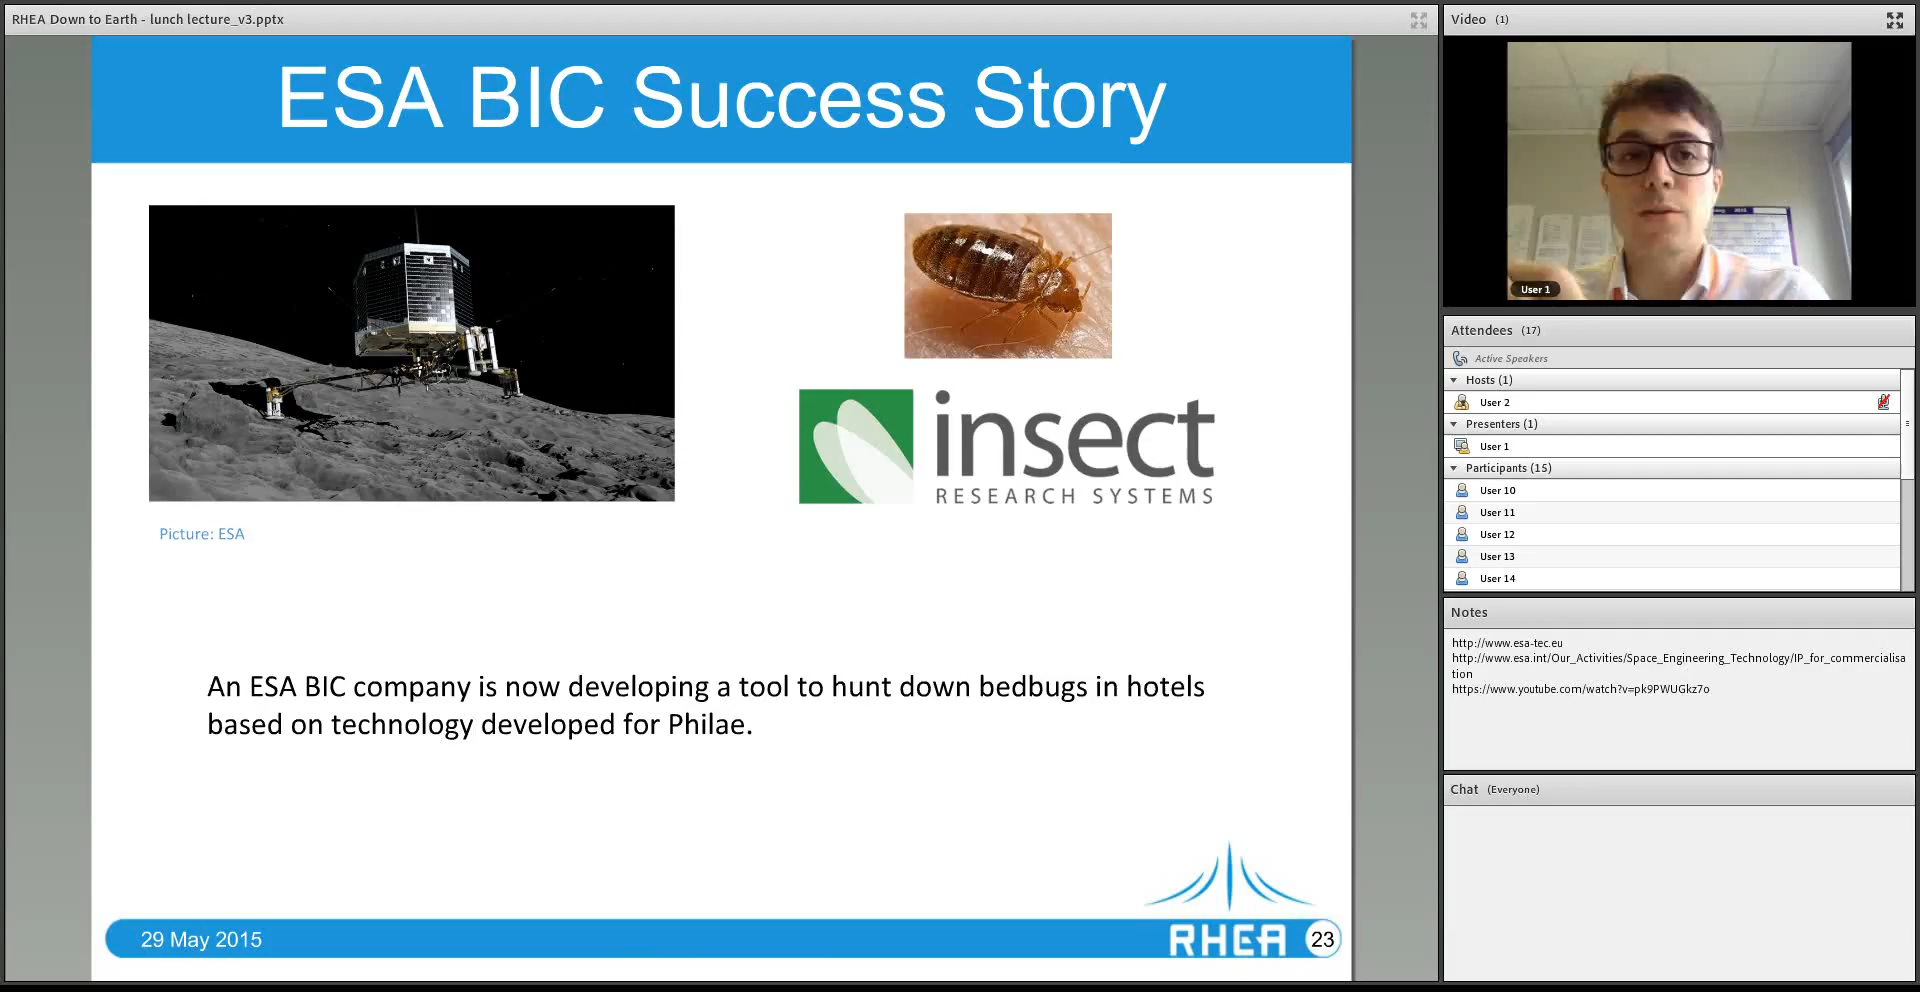 RHEA Down to Earth - lunch lecture_v3.pptx
ESA BIC Success Story
Picture: ESA
insect
RESEARCH SYSTEMS
An ESA BIC company is now developing a tool to hunt down bedbugs in hotels
based on technology developed for Philae.
29 May 2015
RHEA
23
Video (1)
2015
User 1
Attendees (17)
Active Speakers
Hosts (1)
User 2
Presenters (1)
User 1
Participants (15)
User 10
User 11
User 12
User 13
User 14
Notes
http://www.esa-tec.eu
http://www.esa.int/Our_Activities/Space_Engineering_Technology/IP_for_commercialisa
tion
https://www.youtube.com/watch?v=pk9PWUGkz7o
Chat (Everyone)